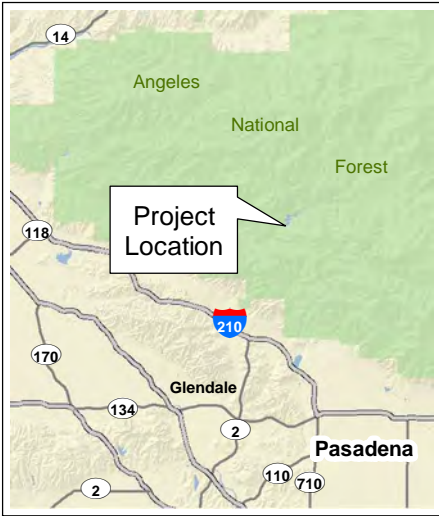 14
Angeles
National
Forest
Project
Location
118
210
170
Glendale
134
2
Pasadena
110
710
2